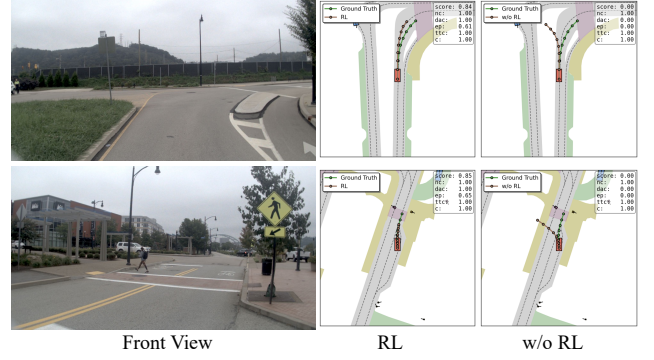 Ground Truth
RL
score: 0.84
nc: 1.00
dac: 1.00
ep: 0.61
ttc: 1.00
c: 1.00
Ground Truth
w/o RL
score: 0.00
nc: 1.00
dac: 0.00
ep: 0.00
ttc: 1.00
c: 1.00
Ground Truth
RL
score: 0.85
nc: 1.00
dac: 1.00
ep: 0.65
ttc: 1.00
c: 1.00
Ground Truth
w/o RL
score: 0.00
nc: 1.00
dac: 0.00
ep: 0.00
ttc: 1.00
c: 1.00
Front View
RL
w/o RL